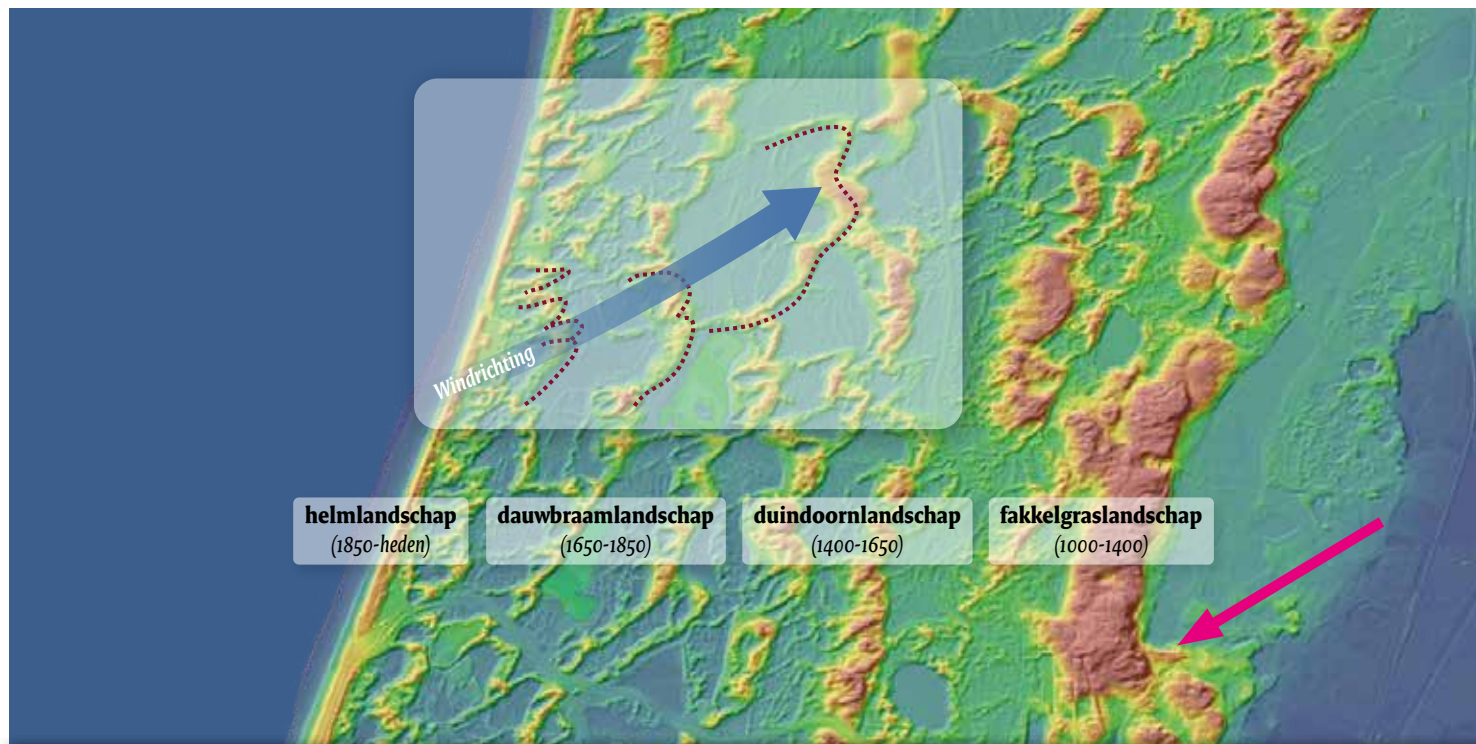 Windrichting
helmlandschap
(1850-heden)
dauwbraamlandschap
(1650-1850)
duindoornlandschap
(1400-1650)
fakkelgraslandschap
(1000-1400)